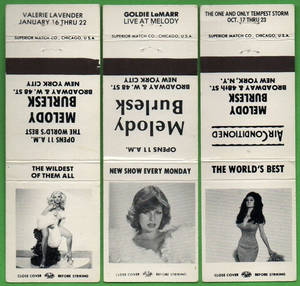 VALERIE LAVENDER
JANUARY 16 THRU 22
SUPERIOR MATCH CO., CHICAGO, U.S.A.
OPENS 11 A.M.
THE WORLD'S BEST
MELODY
BURLESK
NEW YORK CITY
BROADWAY & W. 48 ST.
THE WILDEST
OF THEM ALL
CLOSE COVER BEFORE STRIKING
GOLDIE LeMARR
LIVE AT MELODY
SUPERIOR MATCH CO., CHICAGO, U.S.A.
OPENS 11 A.M.
Melody
Burlesk
NEW YORK CITY
BROADWAY & W. 48 ST.
NEW SHOW EVERY MONDAY
CLOSE COVER BEFORE STRIKING
THE ONE AND ONLY TEMPEST STORM
OCT. 17 THRU 23
SUPERIOR MATCH CO., CHICAGO, U.S.A.
AIR CONDITIONED
MELODY
BURLESK
NEW YORK, N.Y.
BROADWAY & 48th ST.
THE WORLD'S BEST
CLOSE COVER BEFORE STRIKING